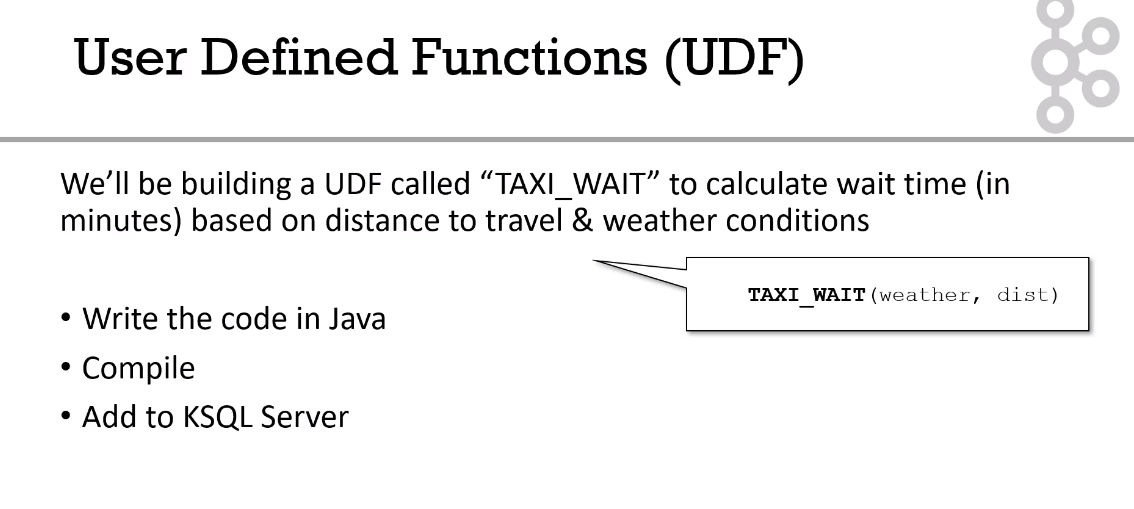 User Defined Functions (UDF)
We’ll be building a UDF called “TAXI_WAIT” to calculate wait time (in
minutes) based on distance to travel & weather conditions
TAXI_WAIT(weather, dist)
• Write the code in Java
• Compile
• Add to KSQL Server